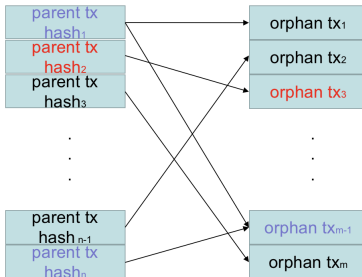 parent tx
hash1
parent tx
hash2
parent tx
hash3
.
.
.
parent tx
hash n-1
parent tx
hashn
orphan tx1
orphan tx2
orphan tx3
.
.
.
orphan txm-1
orphan txm